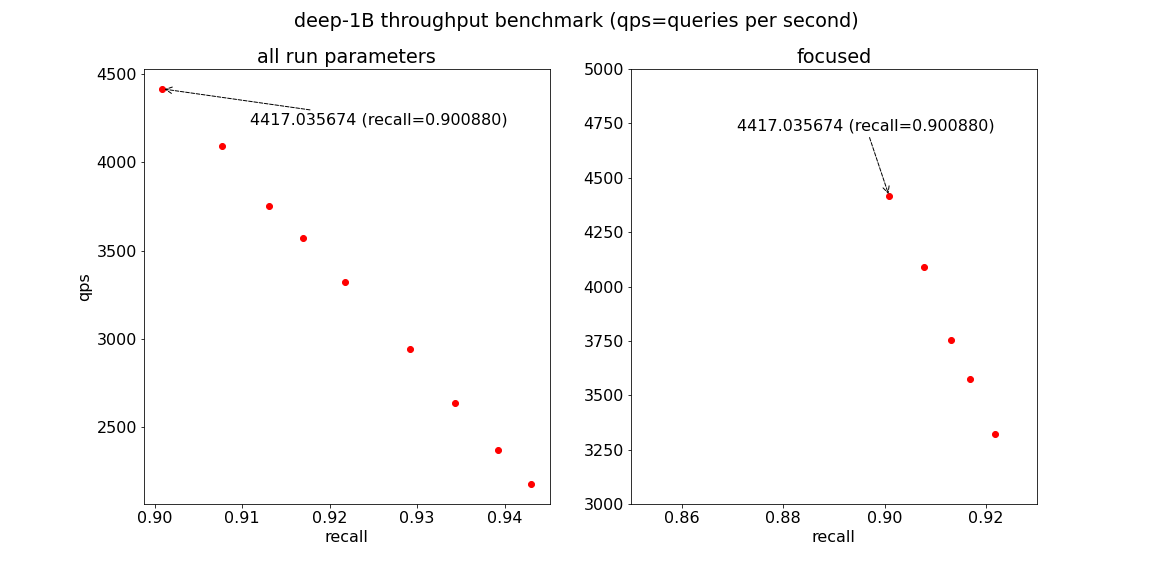 deep-1B throughput benchmark (qps=queries per second)
all run parameters
4500
4000
3500
3000
2500
qps
4417.035674 (recall=0.900880)
0.90 0.91 0.92 0.93 0.94
recall
focused
5000
4750
4500
4250
4000
3750
3500
3250
3000
4417.035674 (recall=0.900880)
0.86 0.88 0.90 0.92
recall